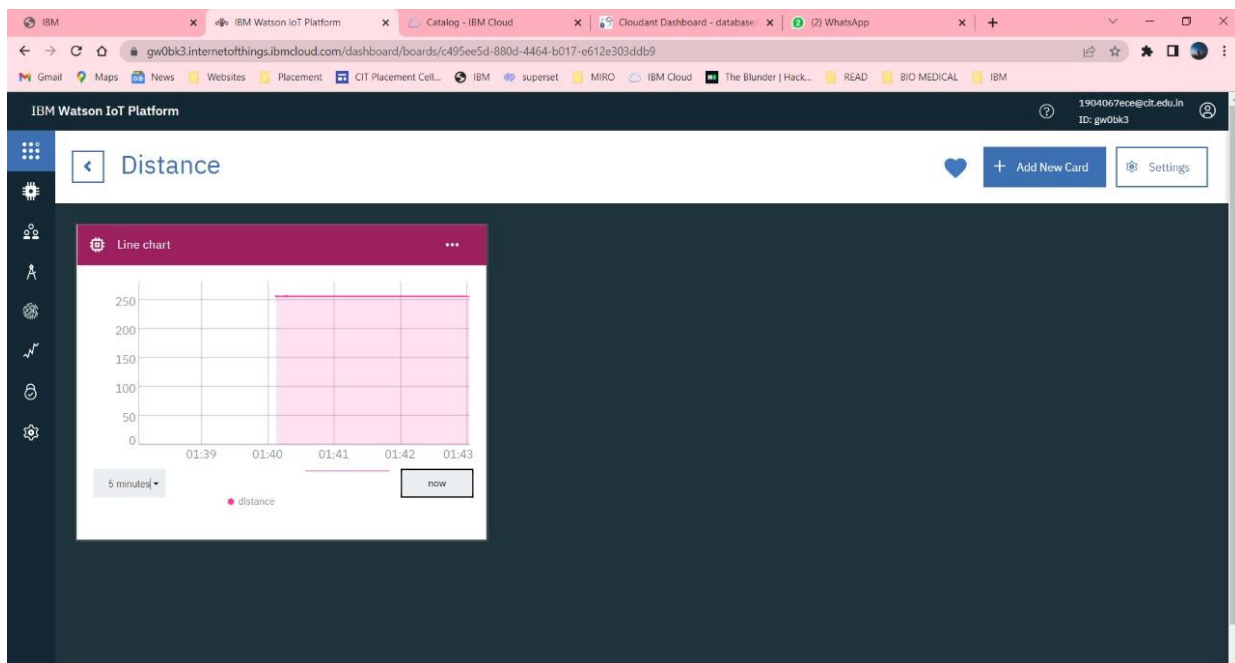 IBM
IBM Watson IoT Platform
Catalog - IBM Cloud
Cloudant Dashboard - database/
(2) WhatsApp
gw0bk3.internetofthings.ibmcloud.com/dashboard/boards/c495ee5d-880d-4464-b017-e612e303ddb9
Gmail Maps News Websites Placement CIT Placement Cell... IBM superset MIRO IBM Cloud The Blunder | Hack... READ BIO MEDICAL IBM
IBM Watson IoT Platform
1904067ece@cit.edu.in
ID: gw0bk3
Distance
+ Add New Card
Settings
Line chart
250
200
150
100
50
0
01:39 01:40 01:41 01:42 01:43
5 minutes
now
distance